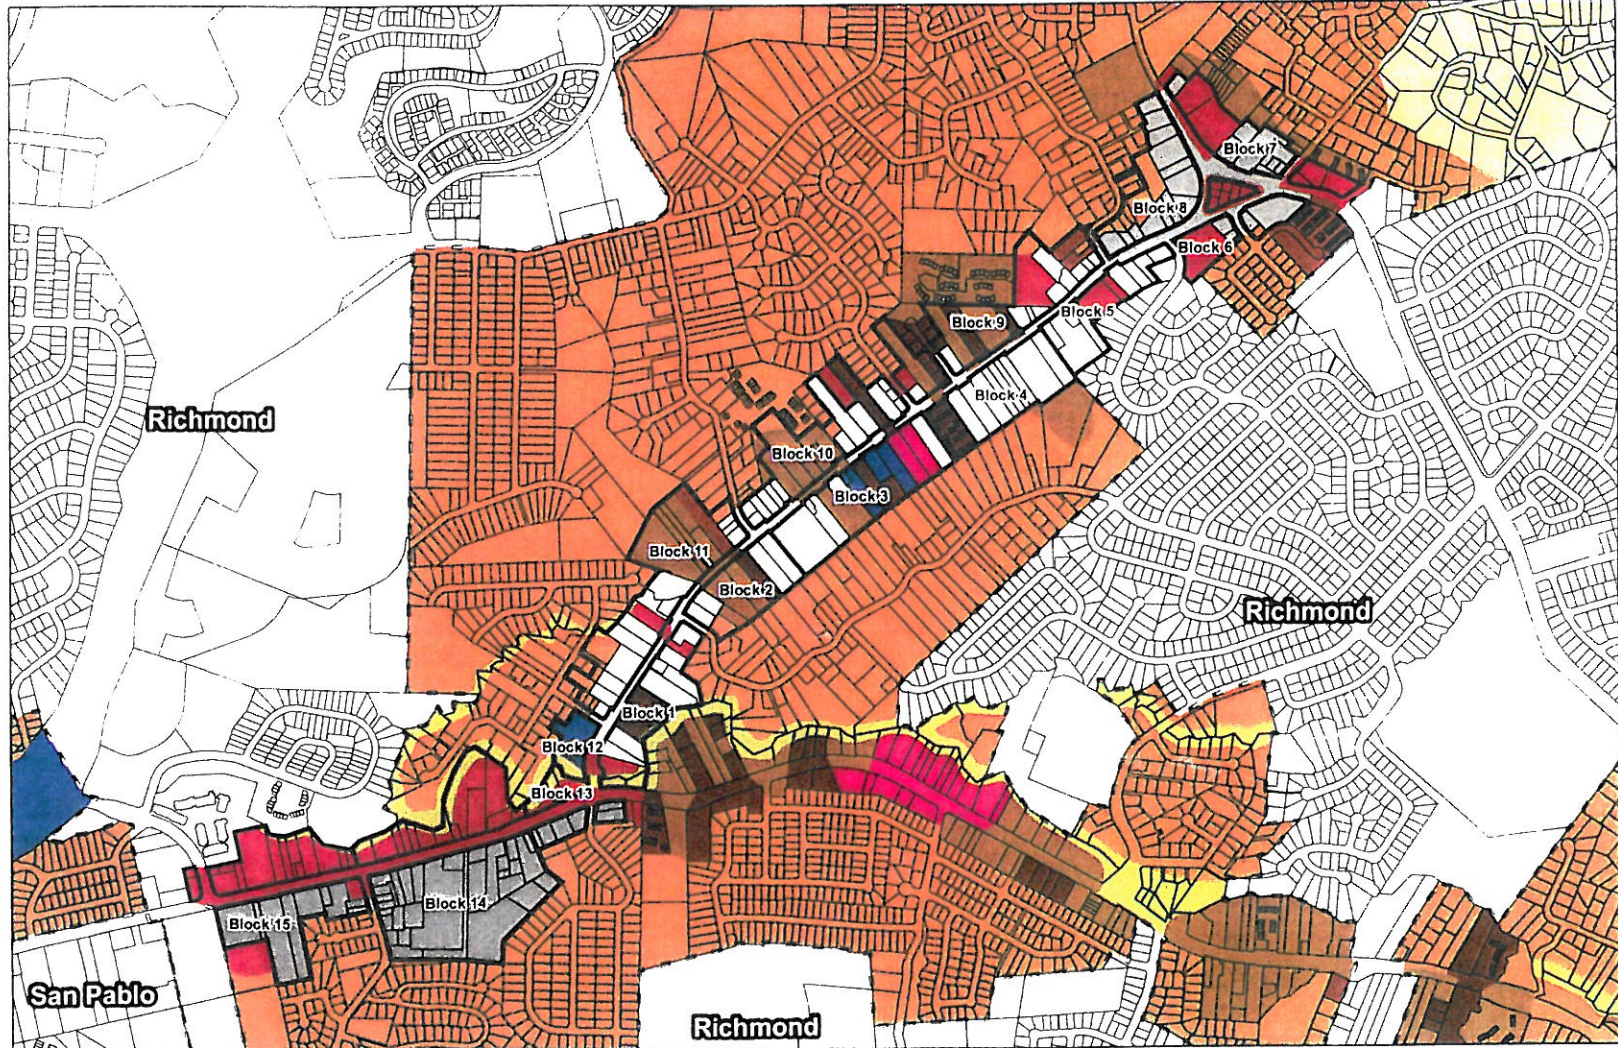 Block 7
Block 8
Block 6
Block 5
Block 9
Block 4
Richmond
Block 10
Block 3
Block 11
Block 2
Richmond
Block 1
Block 12
Block 13
Block 14
Block 15
San Pablo
Richmond